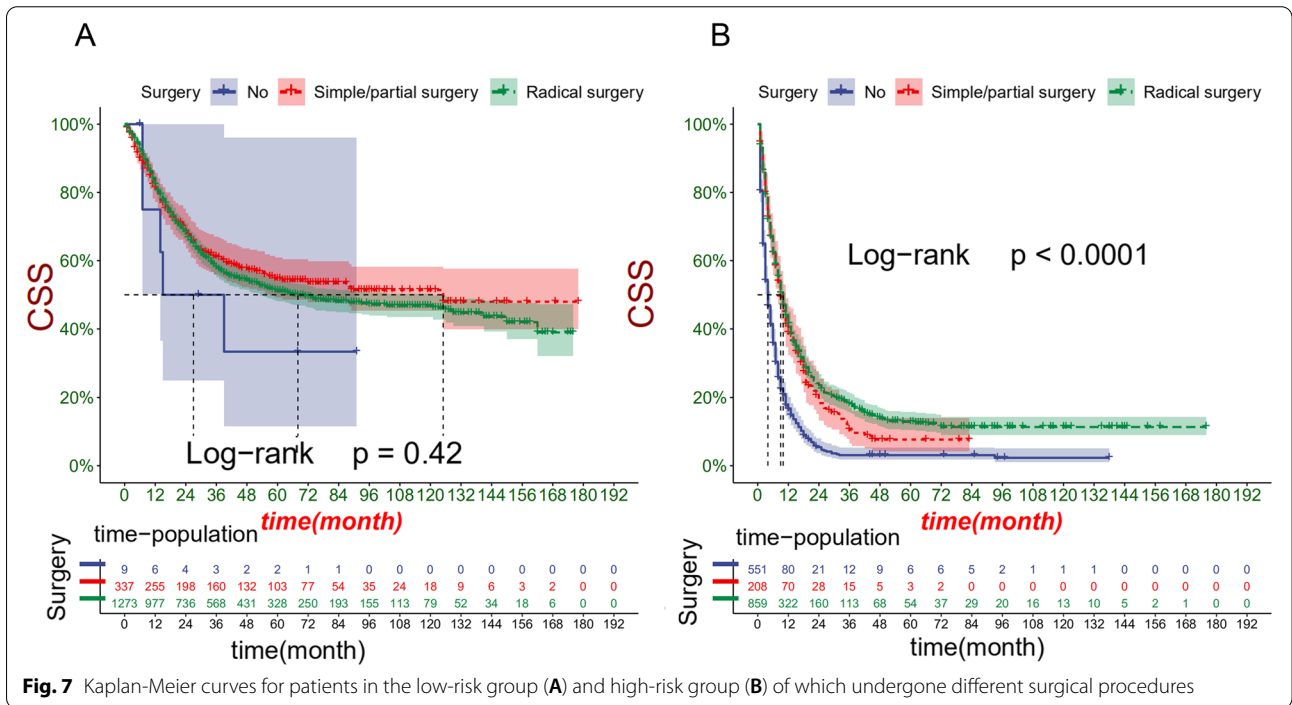 A
Surgery No Simple/partial surgery Radical surgery
100%
80%
60%
40%
20%
0%
CSS
Log-rank p = 0.42
0 12 24 36 48 60 72 84 96 108 120 132 144 156 168 180 192
time(month)
time-population
Surgery
9 6 4 3 2 2 1 1 0 0 0 0 0 0 0 0 0
337 255 198 160 132 103 77 54 35 24 18 9 6 3 2 0 0
1273 977 736 568 431 328 250 193 155 113 79 52 34 18 6 0 0
0 12 24 36 48 60 72 84 96 108 120 132 144 156 168 180 192
time(month)
B
Surgery No Simple/partial surgery Radical surgery
100%
80%
60%
40%
20%
0%
CSS
Log-rank p < 0.0001
0 12 24 36 48 60 72 84 96 108 120 132 144 156 168 180 192
time(month)
time-population
Surgery
551 80 21 12 9 6 6 5 2 1 1 1 0 0 0 0 0
208 70 28 15 5 3 2 0 0 0 0 0 0 0 0 0 0
859 322 160 113 68 54 37 29 20 16 13 10 5 2 1 0 0
0 12 24 36 48 60 72 84 96 108 120 132 144 156 168 180 192
time(month)
Fig. 7 Kaplan-Meier curves for patients in the low-risk group (A) and high-risk group (B) of which undergone different surgical procedures